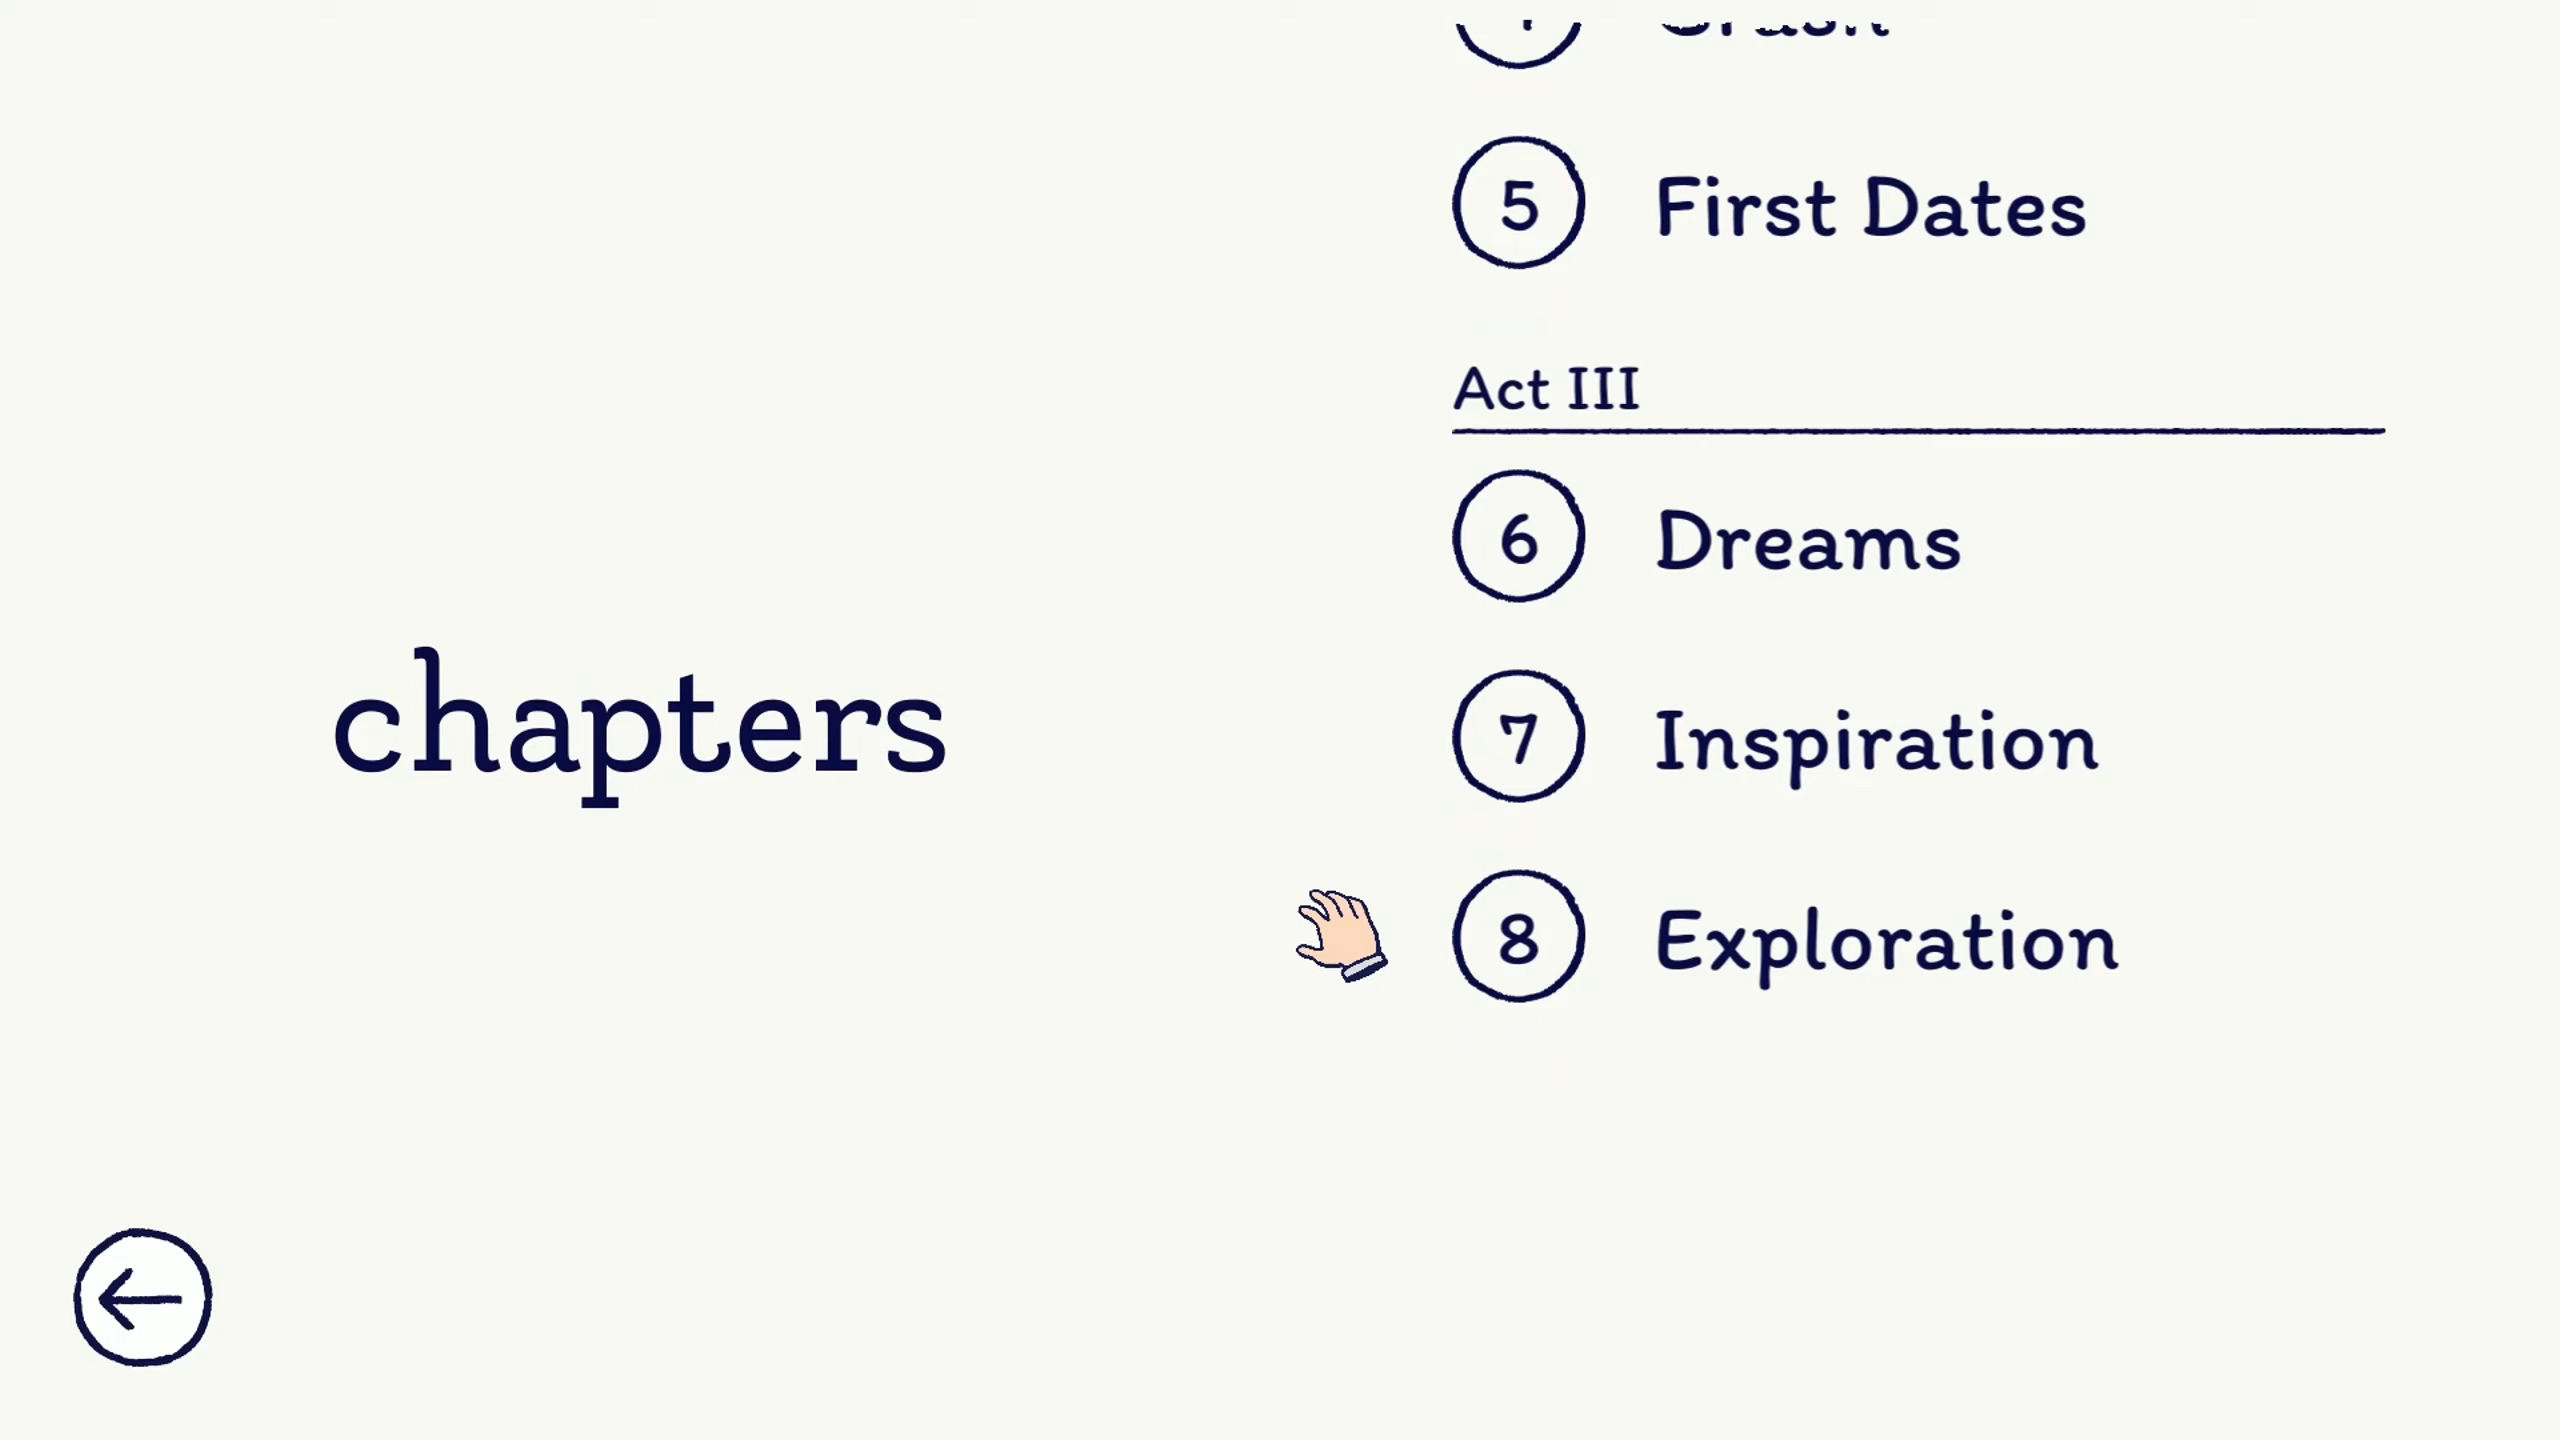 chapters
5 First Dates
Act III
6 Dreams
7 Inspiration
8 Exploration